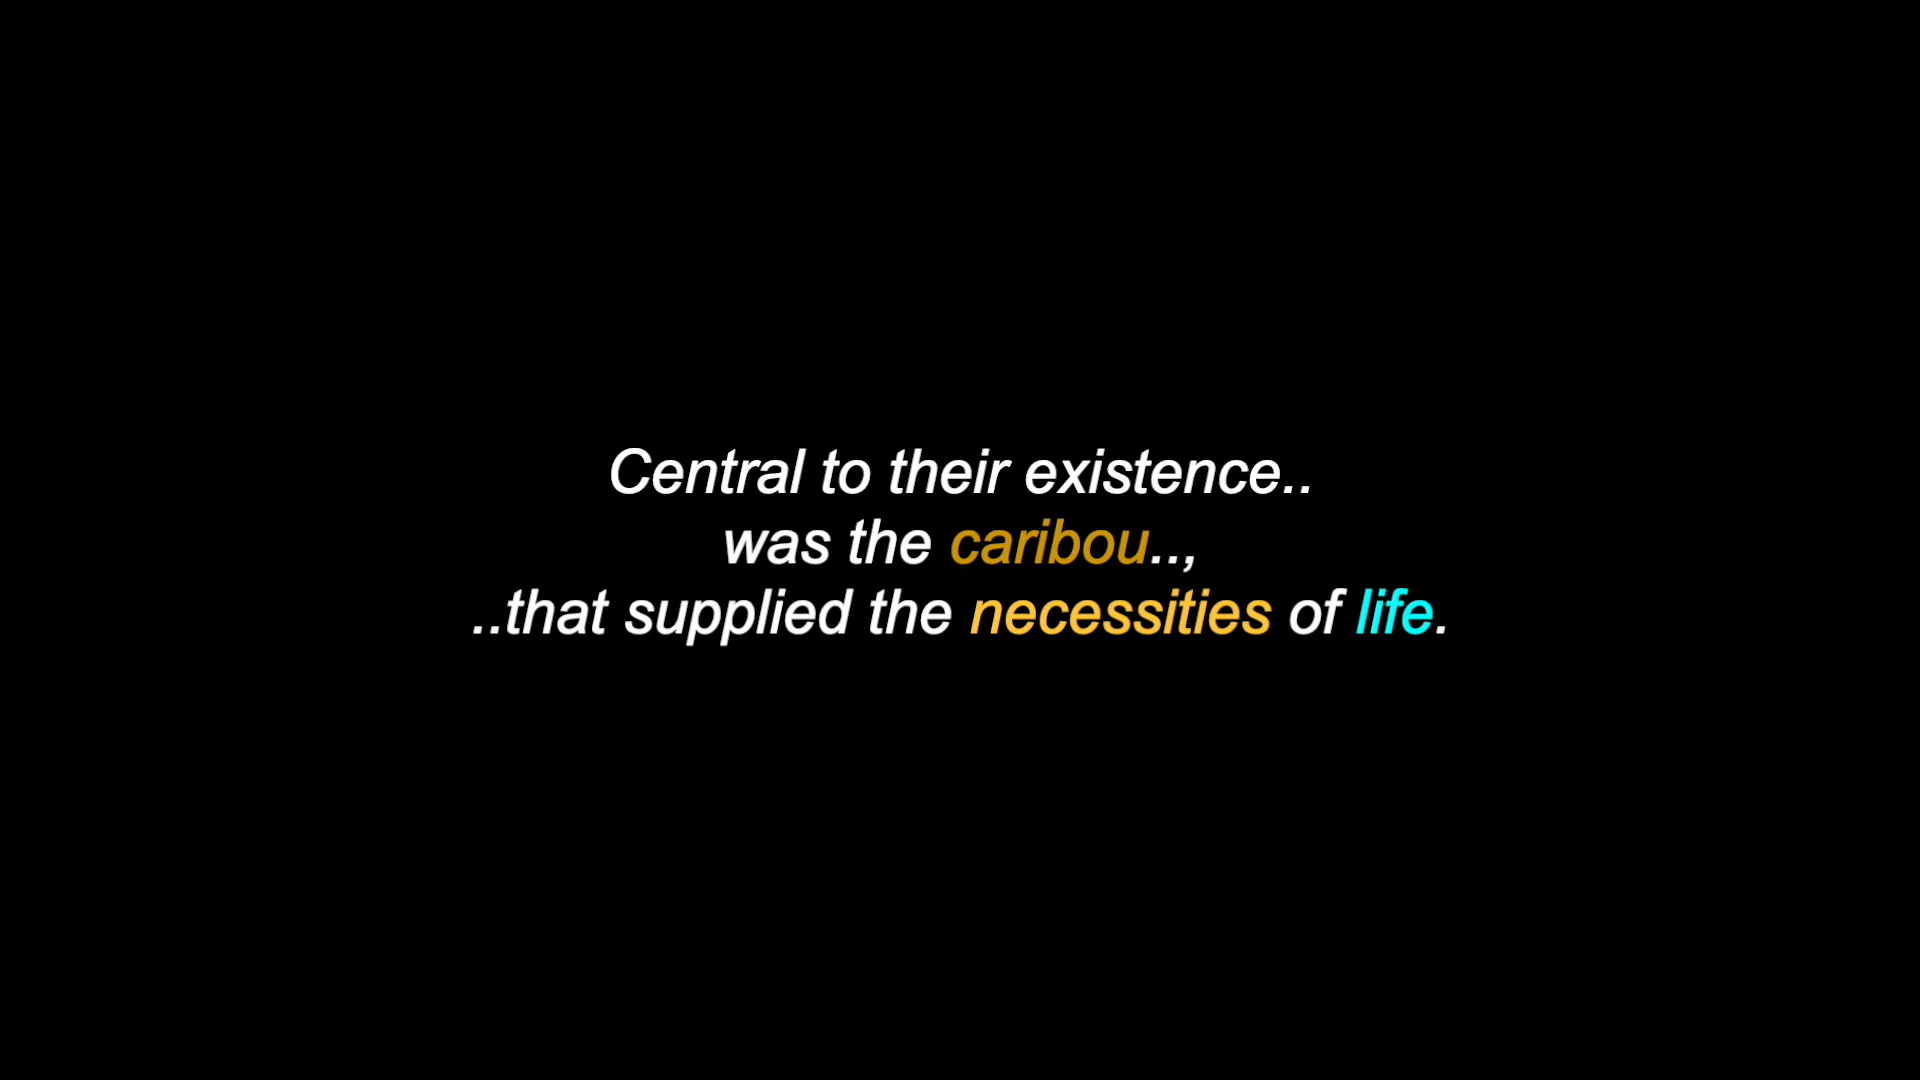 Central to their existence..
was the caribou..,
..that supplied the necessities of life.